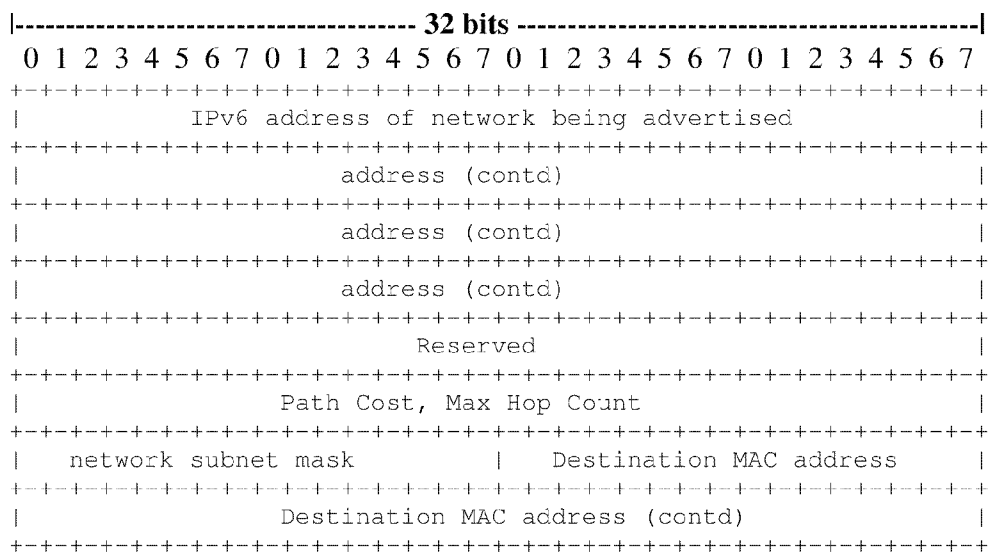 |---------------------------------------- 32 bits ----------------------------------------------|
0 1 2 3 4 5 6 7 0 1 2 3 4 5 6 7 0 1 2 3 4 5 6 7 0 1 2 3 4 5 6 7
+-+-+-+-+-+-+-+-+-+-+-+-+-+-+-+-+-+-+-+-+-+-+-+-+-+-+-+-+-+-+-+-+
| IPv6 address of network being advertised |
+-+-+-+-+-+-+-+-+-+-+-+-+-+-+-+-+-+-+-+-+-+-+-+-+-+-+-+-+-+-+-+-+
| address (contd) |
+-+-+-+-+-+-+-+-+-+-+-+-+-+-+-+-+-+-+-+-+-+-+-+-+-+-+-+-+-+-+-+-+
| address (contd) |
+-+-+-+-+-+-+-+-+-+-+-+-+-+-+-+-+-+-+-+-+-+-+-+-+-+-+-+-+-+-+-+-+
| address (contd) |
+-+-+-+-+-+-+-+-+-+-+-+-+-+-+-+-+-+-+-+-+-+-+-+-+-+-+-+-+-+-+-+-+
| Reserved |
+-+-+-+-+-+-+-+-+-+-+-+-+-+-+-+-+-+-+-+-+-+-+-+-+-+-+-+-+-+-+-+-+
| Path Cost, Max Hop Count |
+-+-+-+-+-+-+-+-+-+-+-+-+-+-+-+-+-+-+-+-+-+-+-+-+-+-+-+-+-+-+-+-+
| network subnet mask | Destination MAC address |
+-+-+-+-+-+-+-+-+-+-+-+-+-+-+-+-+-+-+-+-+-+-+-+-+-+-+-+-+-+-+-+-+
| Destination MAC address (contd) |
+-+-+-+-+-+-+-+-+-+-+-+-+-+-+-+-+-+-+-+-+-+-+-+-+-+-+-+-+-+-+-+-+